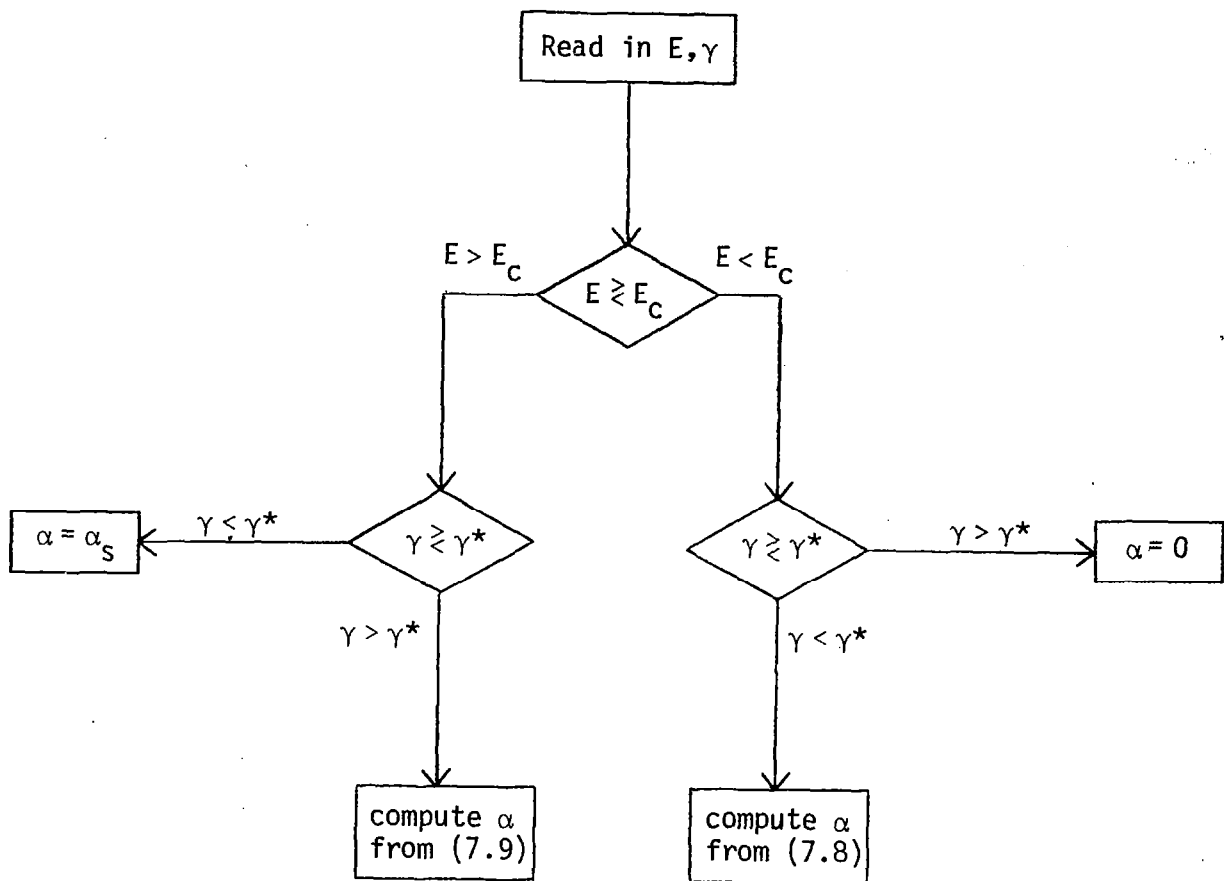 Read in E,γ
E > E_c
E < E_c
E ≷ E_c
α = α_s
γ < γ*
γ ≷ γ*
γ ≷ γ*
γ > γ*
α = 0
γ > γ*
γ < γ*
compute α
from (7.9)
compute α
from (7.8)